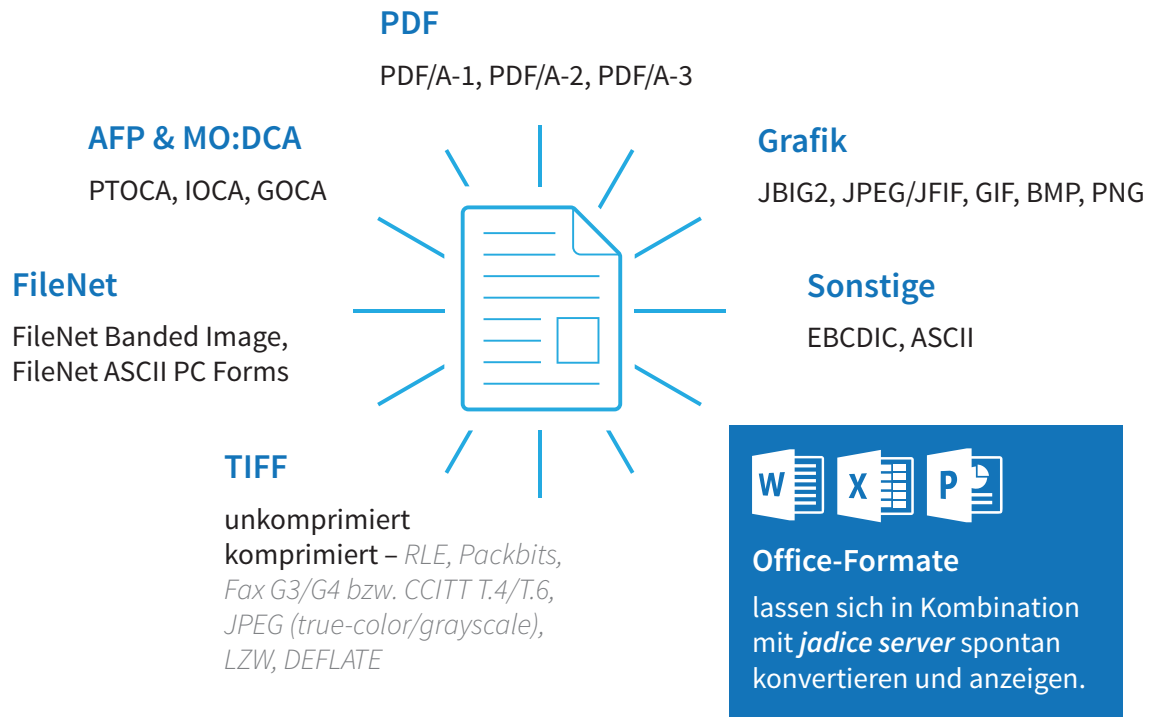 PDF
PDF/A-1, PDF/A-2, PDF/A-3
AFP & MO:DCA
PTOCA, IOCA, GOCA
Grafik
JBIG2, JPEG/JFIF, GIF, BMP, PNG
FileNet
FileNet Banded Image,
FileNet ASCII PC Forms
Sonstige
EBCDIC, ASCII
TIFF
unkomprimiert
komprimiert – RLE, Packbits,
Fax G3/G4 bzw. CCITT T.4/T.6,
JPEG (true-color/grayscale),
LZW, DEFLATE
W X P
Office-Formate
lassen sich in Kombination
mit jadice server spontan
konvertieren und anzeigen.